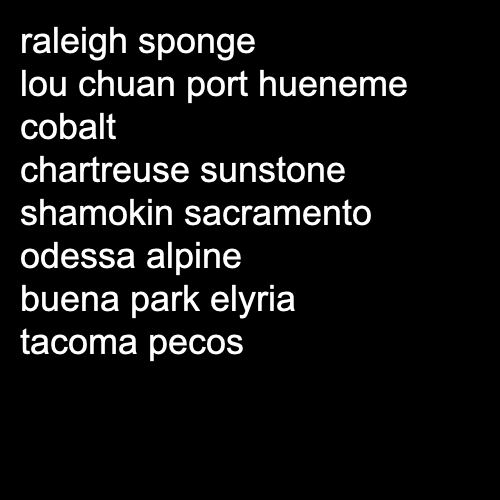 raleigh sponge
lou chuan port hueneme
cobalt
chartreuse sunstone
shamokin sacramento
odessa alpine
buena park elyria
tacoma pecos